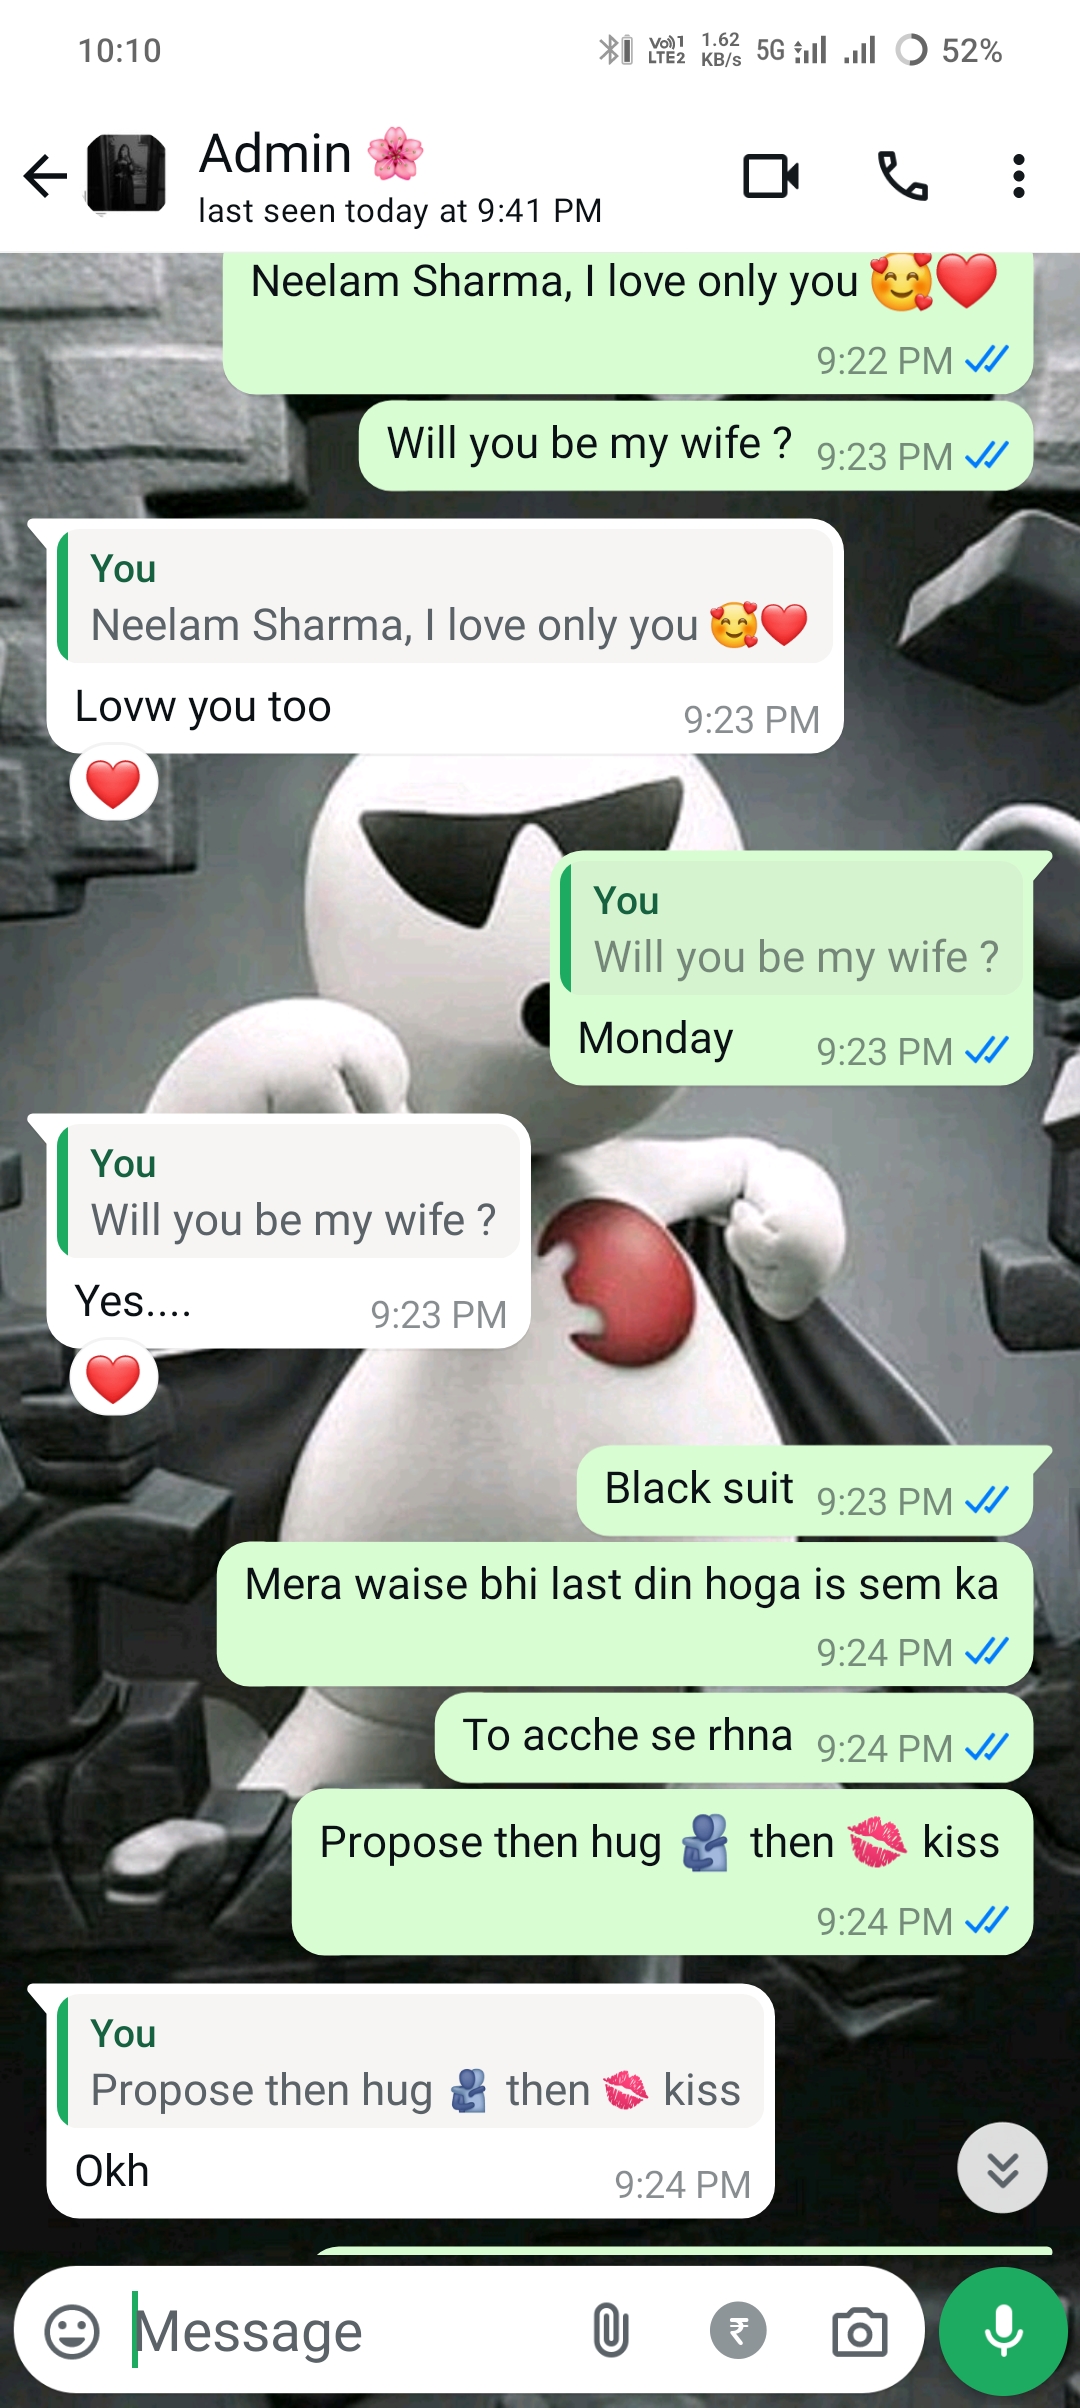 10:10
Vo)) 1
LTE2
1.62
KB/s
5G
52%
Admin 🌸
last seen today at 9:41 PM
Neelam Sharma, I love only you 🥰❤️
9:22 PM
Will you be my wife ? 9:23 PM
You
Neelam Sharma, I love only you 🥰❤️
Lovw you too 9:23 PM
❤️
You
Will you be my wife ?
Monday 9:23 PM
You
Will you be my wife ?
Yes.... 9:23 PM
❤️
Black suit 9:23 PM
Mera waise bhi last din hoga is sem ka
9:24 PM
To acche se rhna 9:24 PM
Propose then hug 🫂 then 💋 kiss
9:24 PM
You
Propose then hug 🫂 then 💋 kiss
Okh 9:24 PM
Message
₹